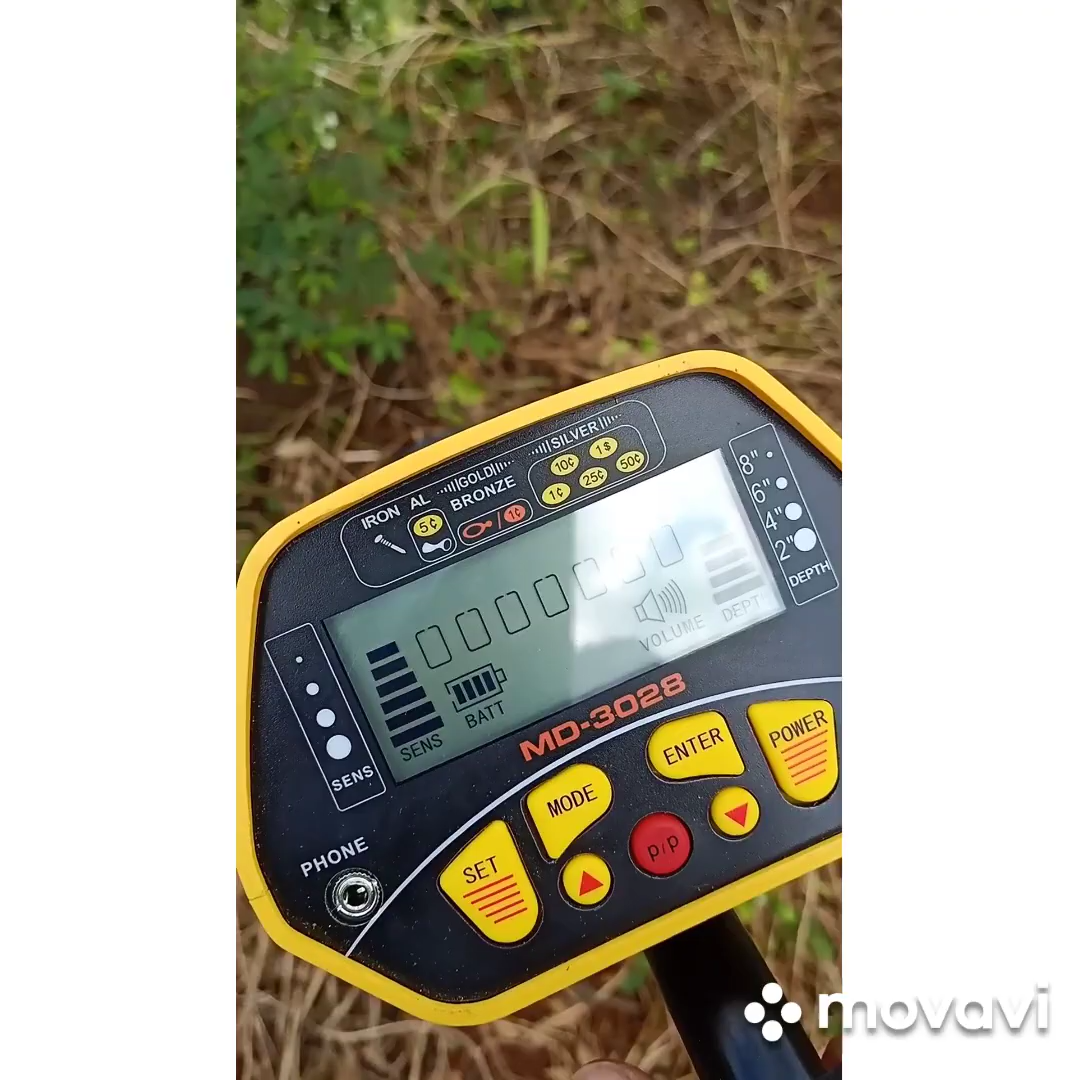 IRON AL GOLD SILVER
BRONZE
5¢
1¢
10¢ 1$
1¢ 25¢ 50¢
8"
6"
4"
2"
DEPTH
SENS
SENS
BATT
VOLUME
DEPT
MD-3028
PHONE
SET
MODE
ENTER
POWER
P/P
movavi